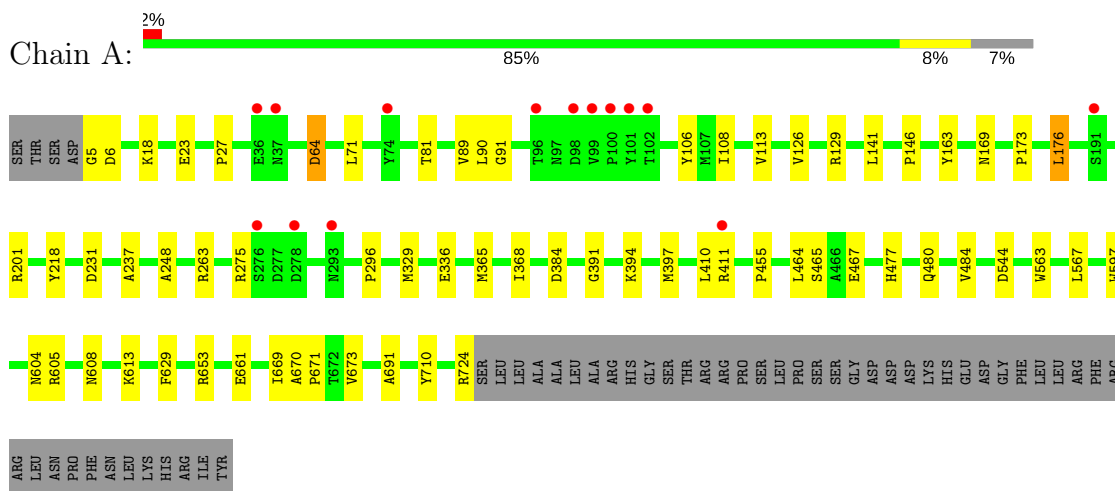 2%
Chain A:
85% 8% 7%
SER THR SER ASP G5 D6 K18 E23 P27 E36 N37 D64 L71 Y74 T81 V89 L90 G91 T96 N97 D98 V99 P100 Y101 T102 Y106 M107 I108 V113 V126 R129 L141 P146 Y163 N169 P173 L176 S191
R201 Y218 D231 A237 A248 R263 R275 S276 D277 D278 N293 P296 M329 E336 M365 I368 D384 G391 K394 M397 L410 R411 P455 L464 S465 A466 E467 H477 Q480 V484 D544 W563 L567
N604 R605 N608 K613 F629 R653 E661 I669 A670 P671 T672 V673 A691 Y710 R724 SER LEU LEU ALA ALA LEU ALA ARG HIS GLY SER THR ARG ARG PRO SER LEU PRO SER SER GLY ASP ASP ASP LYS HIS GLU ASP GLY PHE LEU LEU ARG PHE ARG
ARG LEU ASN PRO PHE ASN LEU LYS HIS ARG ILE TYR